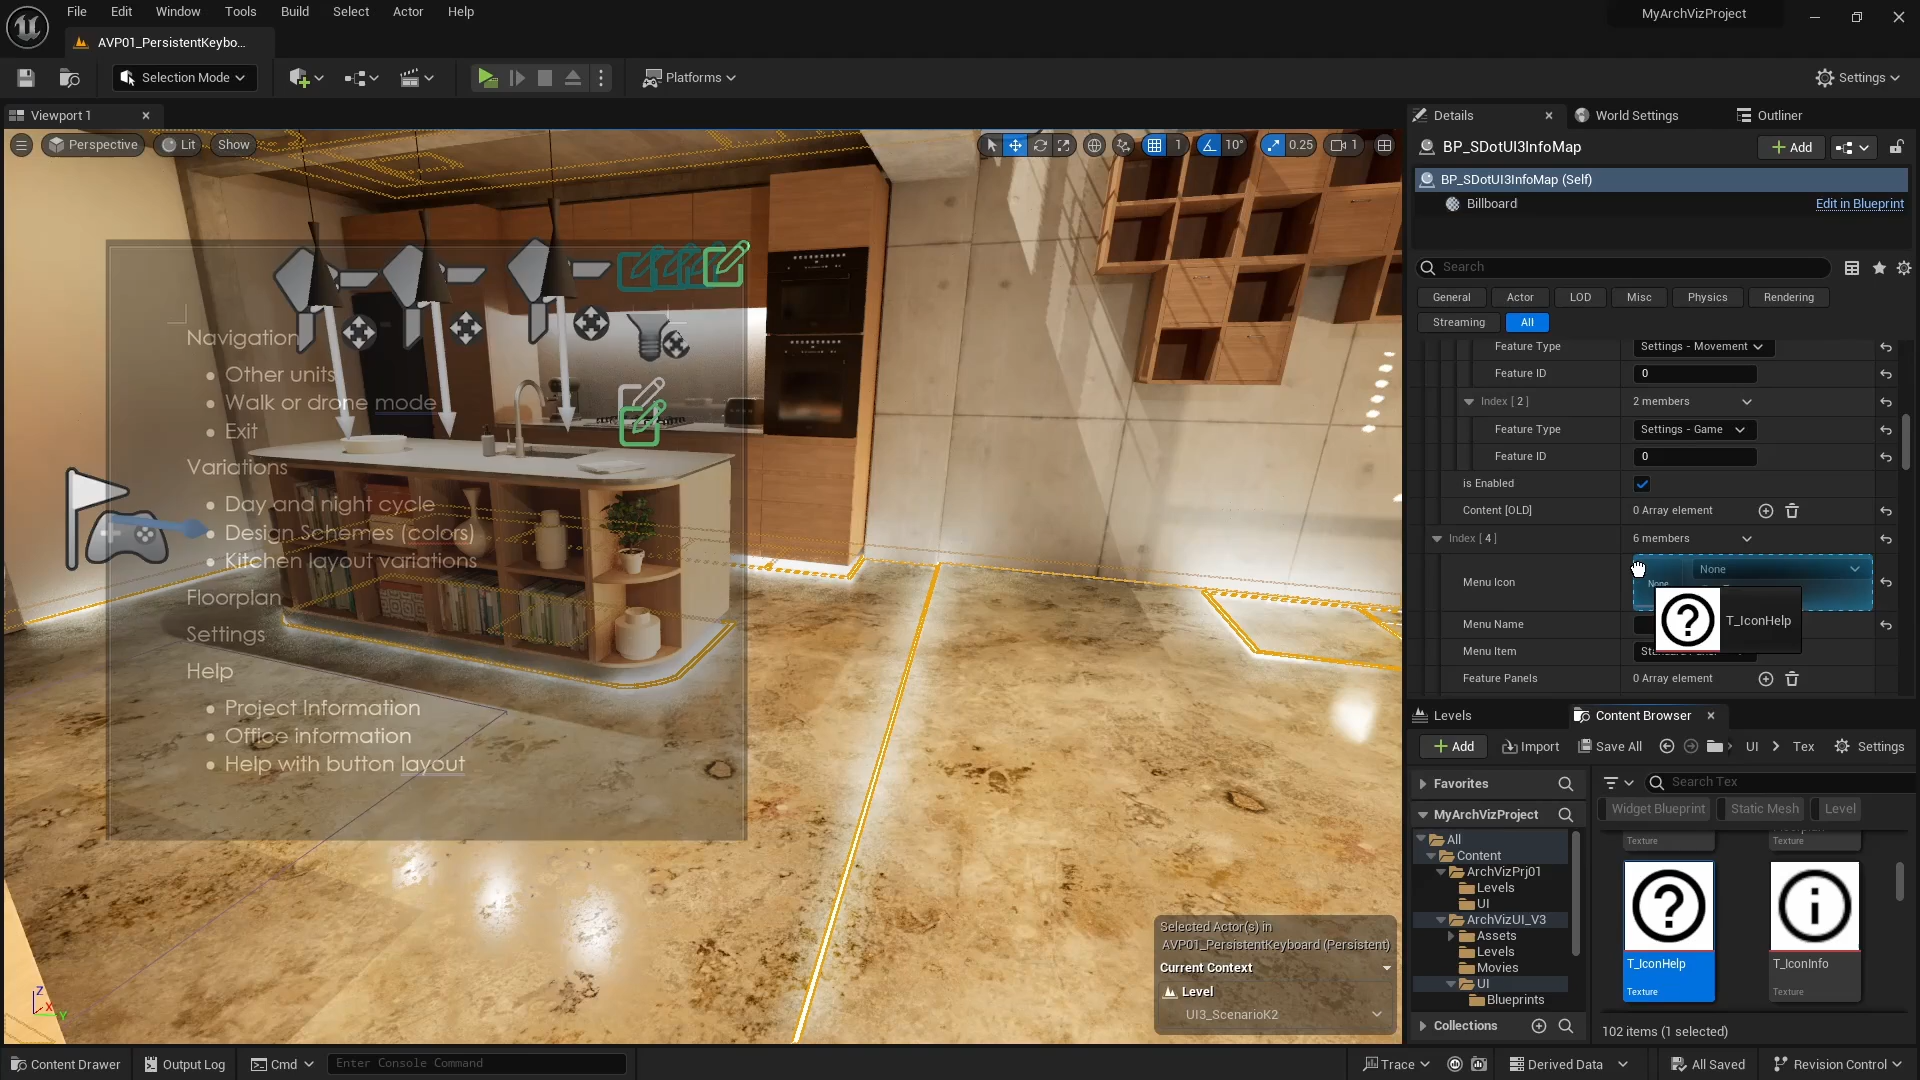 File Edit Window Tools Build Select Actor Help
MyArchVizProject
AVP01_PersistentKeybo...
Selection Mode
Platforms
Settings
Viewport 1
Perspective
Lit
Show
1
10°
0.25
1
Navigation
Other units
Walk or drone mode
Exit
Variations
Day and night cycle
Design Schemes (colors)
Kitchen layout variations
Floorplan
Settings
Help
Project Information
Office information
Help with button layout
Z
X
Y
Selected Actor(s) in
AVP01_PersistentKeyboard (Persistent)
Current Context
Level
UI3_ScenarioK2
Details
World Settings
Outliner
BP_SDotUI3InfoMap
Add
BP_SDotUI3InfoMap (Self)
Billboard
Edit in Blueprint
Search
General
Actor
LOD
Misc
Physics
Rendering
Streaming
All
Feature Type
Settings - Movement
Feature ID
0
Index [ 2 ]
2 members
Feature Type
Settings - Game
Feature ID
0
is Enabled
Content [OLD]
0 Array element
Index [ 4 ]
6 members
Menu Icon
None
None
T_IconHelp
Menu Name
Menu Item
Feature Panels
0 Array element
Levels
Content Browser
Add
Import
Save All
UI
Tex
Settings
Favorites
Search Tex
Widget Blueprint
Static Mesh
Level
MyArchVizProject
All
Content
ArchVizPrj01
Levels
UI
ArchVizUI_V3
Assets
Levels
Movies
UI
Blueprints
Collections
Texture
Texture
T_IconHelp
Texture
T_IconInfo
Texture
102 items (1 selected)
Content Drawer
Output Log
Cmd
Enter Console Command
Trace
Derived Data
All Saved
Revision Control